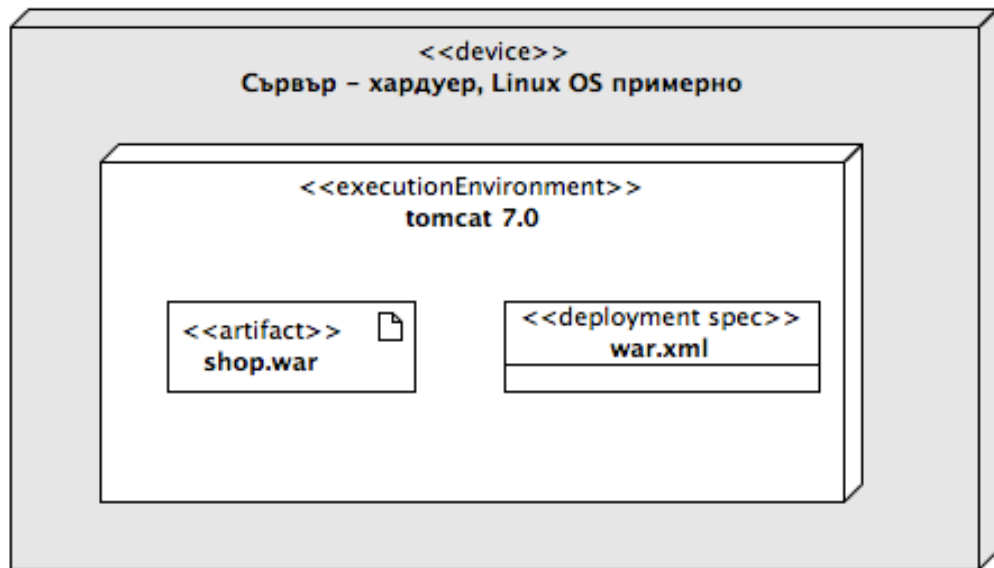 <<device>>
Сървър – хардуер, Linux OS примерно
<<executionEnvironment>>
tomcat 7.0
<<artifact>>
shop.war
<<deployment spec>>
war.xml